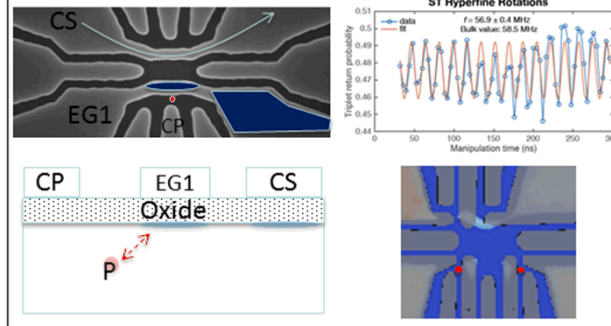 CS
EG1
CP
ST Hyperfine Rotations
data
fit
f = 56.9 ± 0.4 MHz
Bulk value: 58.5 MHz
Triplet return probability
0.51
0.5
0.49
0.48
0.47
0.46
0.45
0.44
0 50 100 150 200 250 300
Manipulation time (ns)
CP EG1 CS
Oxide
P